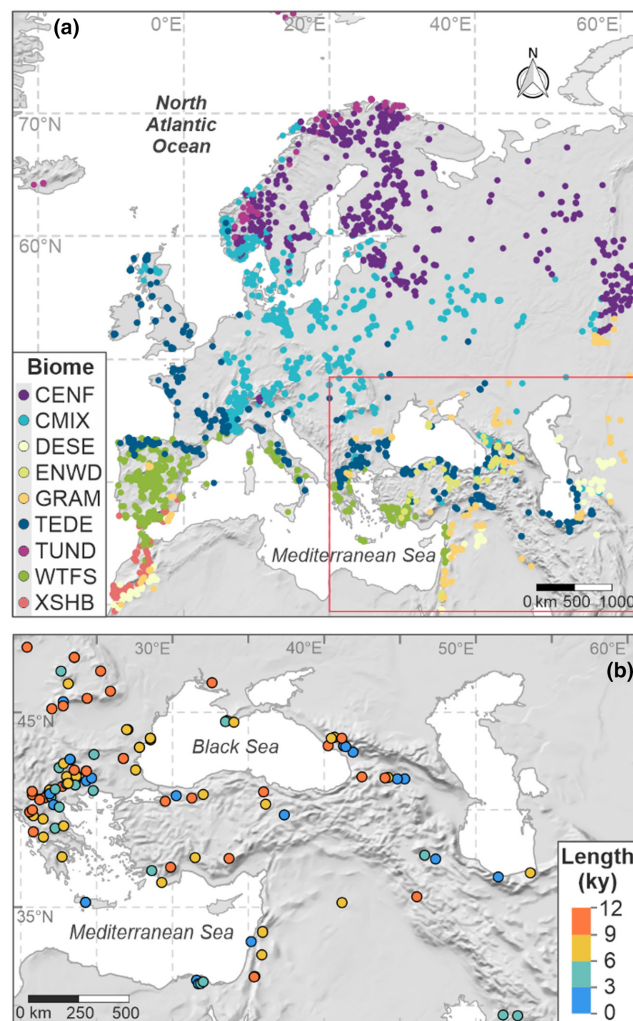 (a)
0°
20°E
40°E
60°E
N
North
Atlantic
Ocean
70°N
60°N
Biome
CENF
CMIX
DESE
ENWD
GRAM
TEDE
TUND
WTFS
XSHB
Mediterranean Sea
0 km 500 1000
30°E
40°E
50°E
60°E
(b)
45°N
Black Sea
35°N
Mediterranean Sea
Length
(ky)
12
9
6
3
0
0 km 250 500